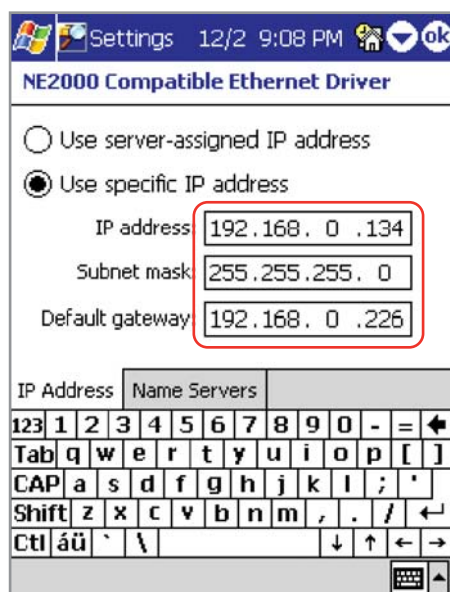 Settings 12/2 9:08 PM ok
NE2000 Compatible Ethernet Driver
Use server-assigned IP address
Use specific IP address
IP address: 192.168. 0 .134
Subnet mask: 255.255.255. 0
Default gateway: 192.168. 0 .226
IP Address Name Servers
123 1 2 3 4 5 6 7 8 9 0 - = ←
Tab q w e r t y u i o p [ ]
CAP a s d f g h j k l ; '
Shift z x c v b n m , . / ↵
Ctl áü ` \ ↓ ↑ ← →